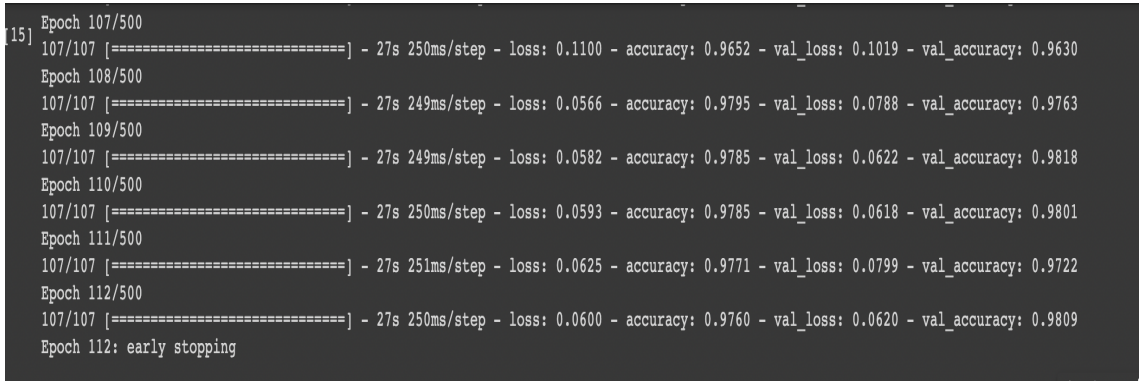 Epoch 107/500
[15]
107/107 [==============================] - 27s 250ms/step - loss: 0.1100 - accuracy: 0.9652 - val_loss: 0.1019 - val_accuracy: 0.9630
Epoch 108/500
107/107 [==============================] - 27s 249ms/step - loss: 0.0566 - accuracy: 0.9795 - val_loss: 0.0788 - val_accuracy: 0.9763
Epoch 109/500
107/107 [==============================] - 27s 249ms/step - loss: 0.0582 - accuracy: 0.9785 - val_loss: 0.0622 - val_accuracy: 0.9818
Epoch 110/500
107/107 [==============================] - 27s 250ms/step - loss: 0.0593 - accuracy: 0.9785 - val_loss: 0.0618 - val_accuracy: 0.9801
Epoch 111/500
107/107 [==============================] - 27s 251ms/step - loss: 0.0625 - accuracy: 0.9771 - val_loss: 0.0799 - val_accuracy: 0.9722
Epoch 112/500
107/107 [==============================] - 27s 250ms/step - loss: 0.0600 - accuracy: 0.9760 - val_loss: 0.0620 - val_accuracy: 0.9809
Epoch 112: early stopping